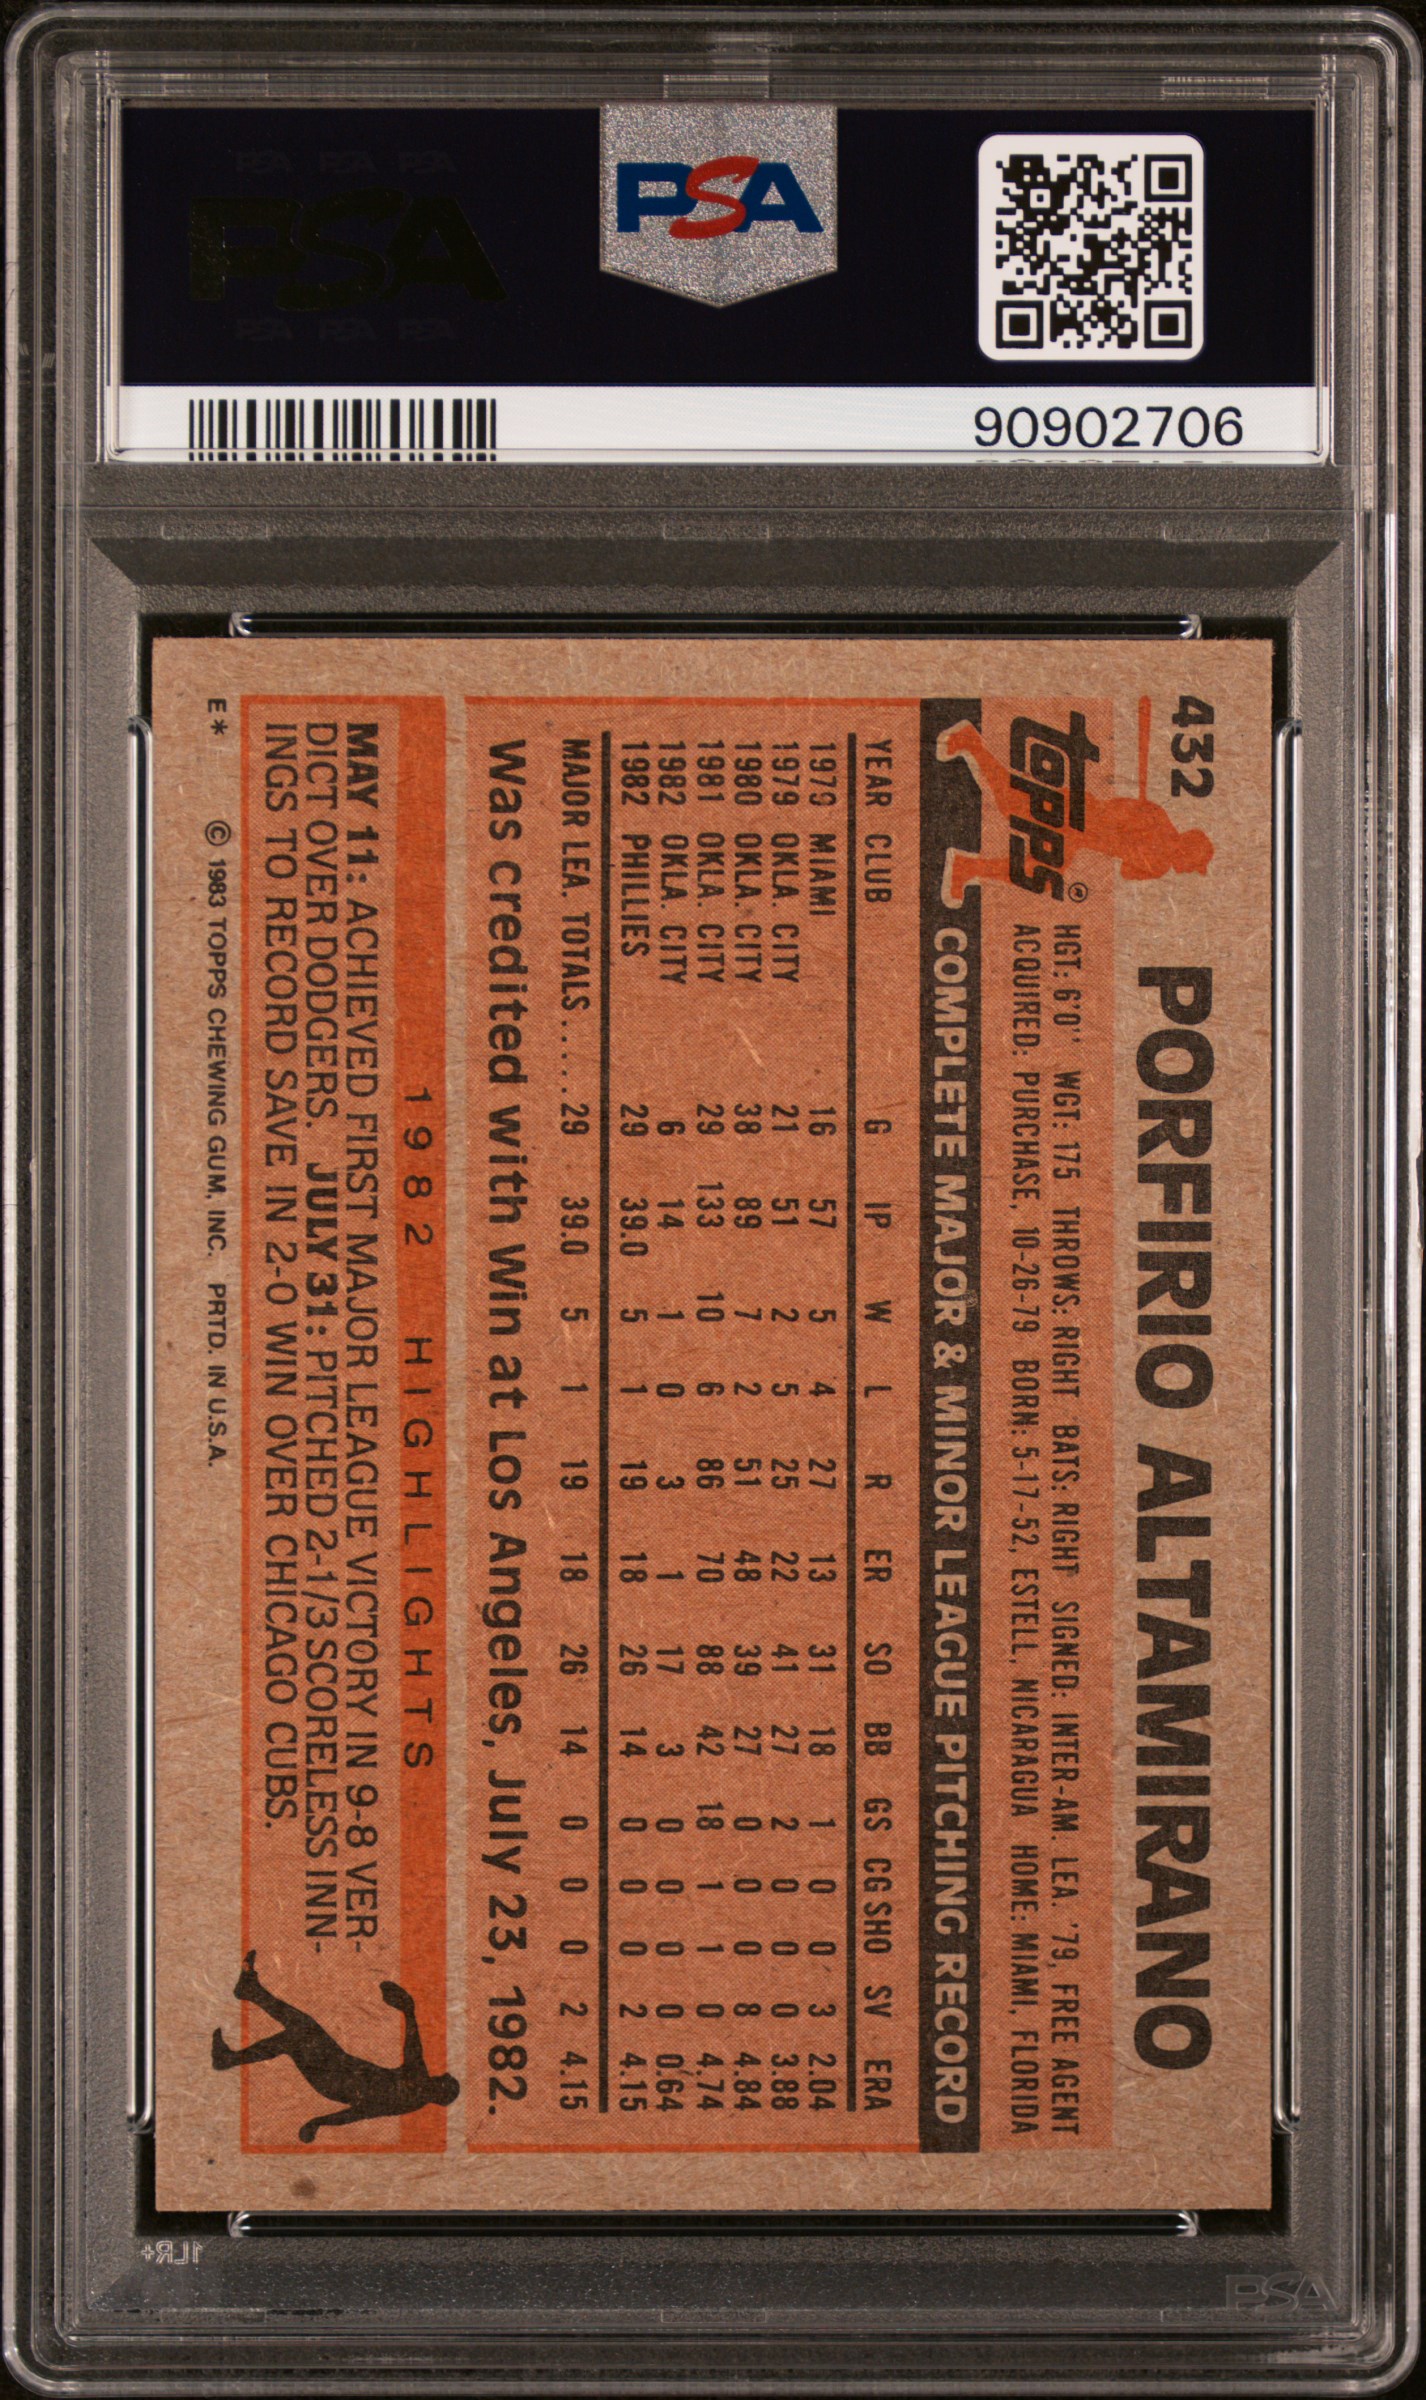 PSA PSA PSA
PSA
PSA PSA PSA
PSA
90902706
432 PORFIRIO ALTAMIRANO
Topps®
HGT: 6'0" WGT: 175 THROWS: RIGHT BATS: RIGHT SIGNED: INTER-AM. LEA. '79, FREE AGENT
ACQUIRED: PURCHASE, 10-26-79 BORN: 5-17-52, ESTELL, NICARAGUA HOME: MIAMI, FLORIDA
COMPLETE MAJOR & MINOR LEAGUE PITCHING RECORD
YEAR CLUB G IP W L R ER SO BB GS CG SHO SV ERA
1979 MIAMI 16 57 5 4 27 13 31 18 1 0 0 3 2.04
1979 OKLA. CITY 21 51 2 5 25 22 41 27 2 0 0 0 3.88
1980 OKLA. CITY 38 89 7 2 51 48 39 27 0 0 0 8 4.84
1981 OKLA. CITY 29 133 10 6 86 70 88 42 18 1 1 0 4.74
1982 OKLA. CITY 6 14 1 0 3 1 17 3 0 0 0 0 0.64
1982 PHILLIES 29 39.0 5 1 19 18 26 14 0 0 0 2 4.15
MAJOR LEA. TOTALS..... 29 39.0 5 1 19 18 26 14 0 0 0 2 4.15
Was credited with Win at Los Angeles, July 23, 1982.
1982 HIGHLIGHTS
MAY 11: ACHIEVED FIRST MAJOR LEAGUE VICTORY IN 9-8 VER-
DICT OVER DODGERS. JULY 31: PITCHED 2-1/3 SCORELESS INN-
INGS TO RECORD SAVE IN 2-0 WIN OVER CHICAGO CUBS.
E* © 1983 TOPPS CHEWING GUM, INC. PRTD. IN U.S.A.
1LR+
PSA